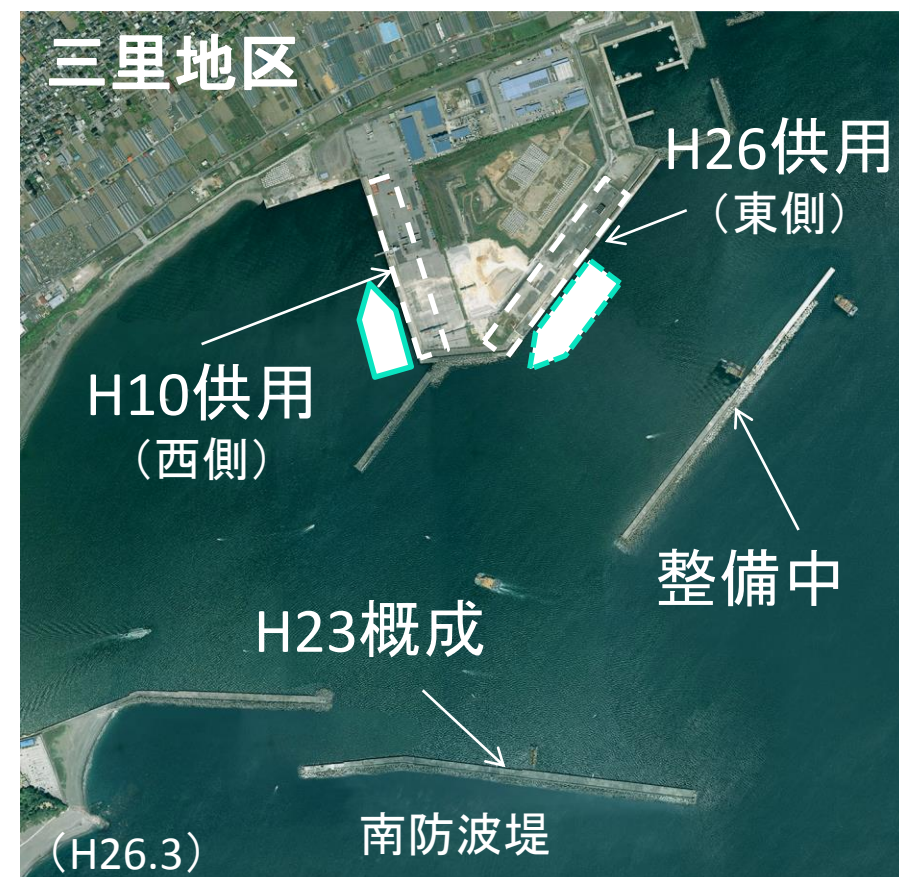 三里地区
H26供用
（東側）
H10供用
（西側）
整備中
H23概成
南防波堤
（H26.3）